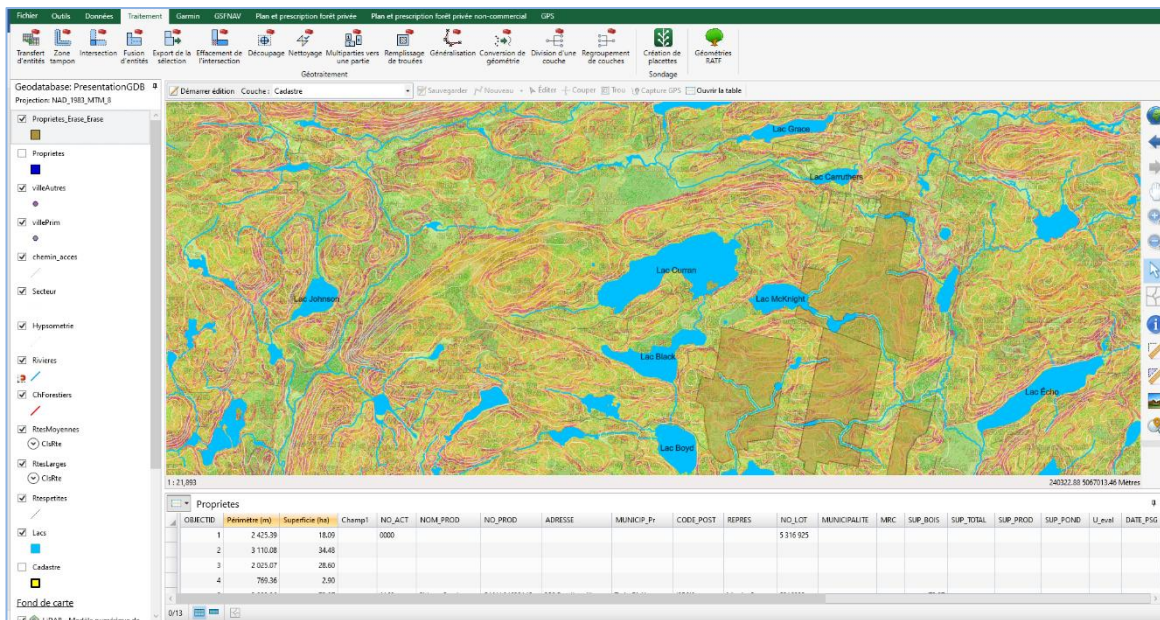 Fichier Outils Données Traitement Garmin GSFNAV Plan et prescription forêt privée Plan et prescription forêt privée non-commercial GPS
Transfert d'entités Zone tampon Intersection Fusion d'entités Export de la sélection Effacement de l'intersection Découpage Nettoyage Multiparties vers une partie Remplissage de trouées Généralisation Conversion de géométrie Division d'une couche Regroupement de couches Création de placettes Géométries RATF
Géotraitement Sondage
Geodatabase: PresentationGDB
Projection: NAD_1983_MTM_8
Démarrer édition Couche : Cadastre Sauvegarder Nouveau Éditer Couper Trou Capture GPS Ouvrir la table
Proprietes_Erase_Erase
Proprietes
villeAutres
villePrim
chemin_acces
Secteur
Hypsometrie
Rivieres
ChForestiers
RtesMoyennes
ClsRte
RtesLarges
ClsRte
Rtespetites
Lacs
Cadastre
Fond de carte
Lac Grace
Lac Carruthers
Lac Curran
Lac Johnson
Lac McKnight
Lac Black
Lac Écho
Lac Boyd
1 : 21,893 240322.88 5067013.46 Mètres
Proprietes
OBJECTID Périmètre (m) Superficie (ha) Champ1 NO_ACT NOM_PROD NO_PROD ADRESSE MUNICIP_Pr CODE_POST REPRES NO_LOT MUNICIPALITE MRC SUP_BOIS SUP_TOTAL SUP_PROD SUP_POND U_eval DATE_PSG
1 2 425.39 18.09 0000 5 316 925
2 3 110.08 34.48
3 2 025.07 28.60
4 769.36 2.90
0/13